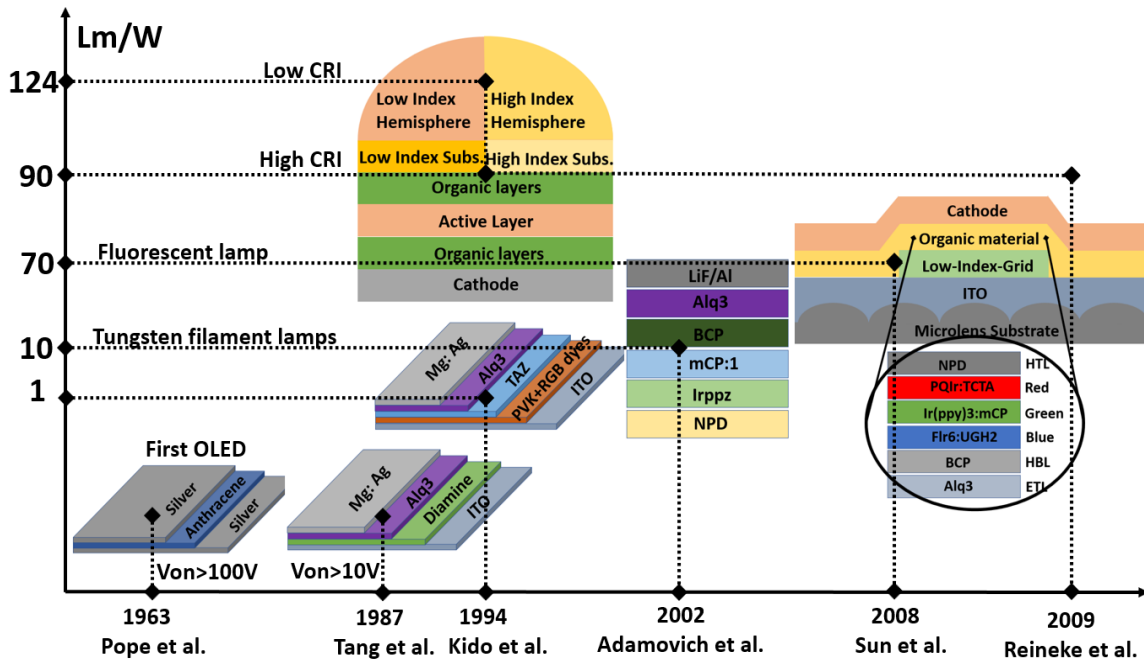 Lm/W
124
Low CRI
Low Index
Hemisphere
High Index
Hemisphere
Low Index Subs.
High Index Subs.
90
High CRI
Organic layers
Active Layer
Organic layers
Cathode
70
Fluorescent lamp
10
Tungsten filament lamps
1
Mg: Ag
Alq3
TAZ
PVK+RGB dyes
ITO
LiF/Al
Alq3
BCP
mCP:1
Irppz
NPD
Cathode
Organic material
Low-Index-Grid
ITO
Microlens Substrate
NPD HTL
PQIr:TCTA Red
Ir(ppy)3:mCP Green
FIr6:UGH2 Blue
BCP HBL
Alq3 ETL
First OLED
Silver
Anthracene
Silver
Von>100V
Mg: Ag
Alq3
Diamine
ITO
Von>10V
1963
Pope et al.
1987
Tang et al.
1994
Kido et al.
2002
Adamovich et al.
2008
Sun et al.
2009
Reineke et al.